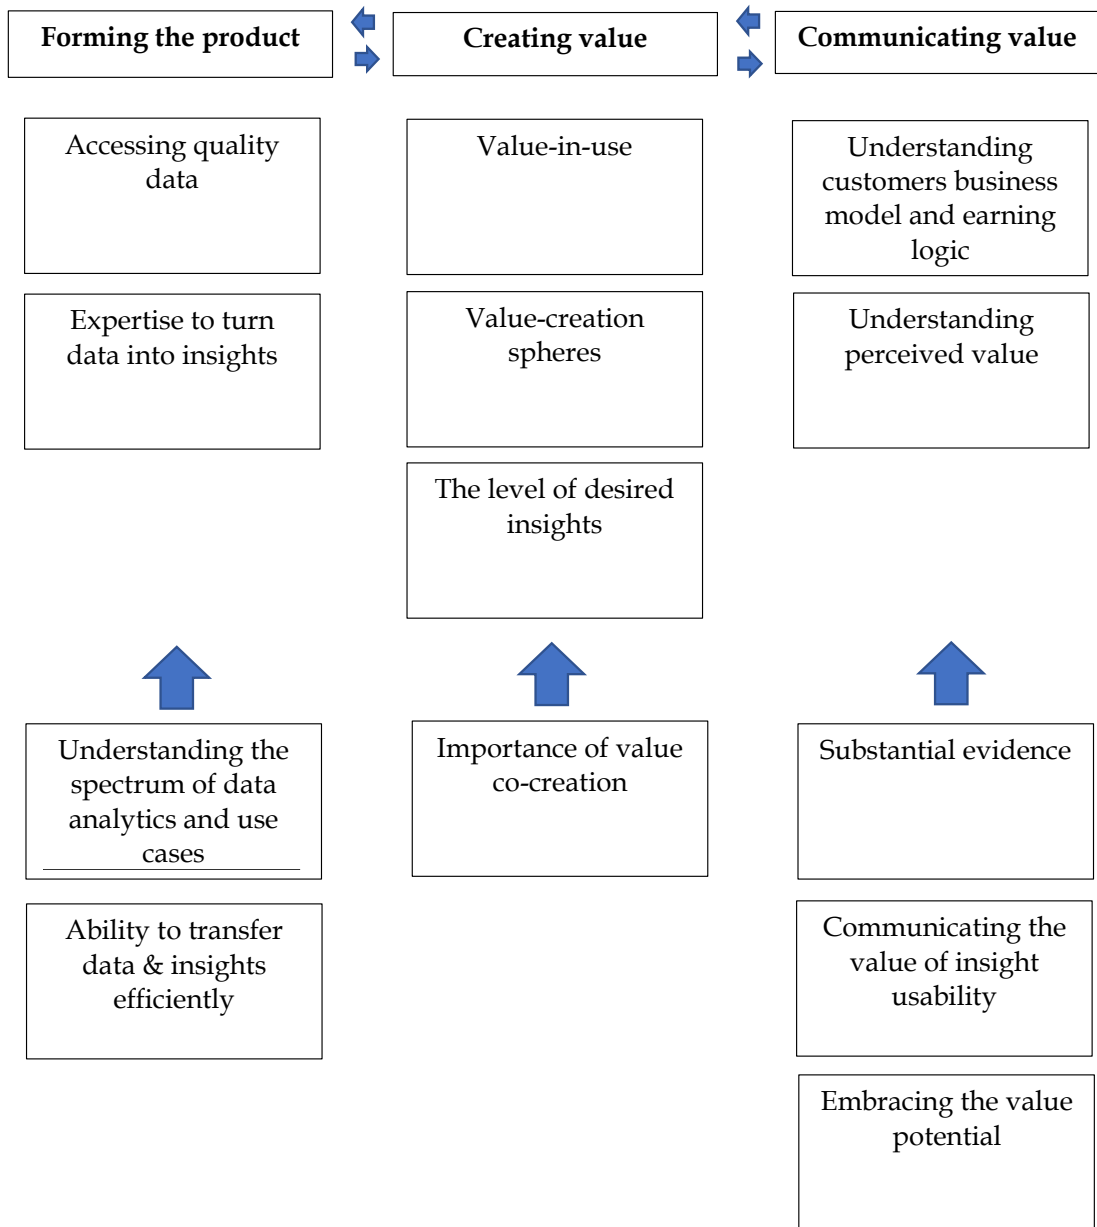 Forming the product
Creating value
Communicating value
Accessing quality
data
Value-in-use
Understanding
customers business
model and earning
logic
Expertise to turn
data into insights
Value-creation
spheres
Understanding
perceived value
The level of desired
insights
Understanding the
spectrum of data
analytics and use
cases
Importance of value
co-creation
Substantial evidence
Ability to transfer
data & insights
efficiently
Communicating the
value of insight
usability
Embracing the value
potential